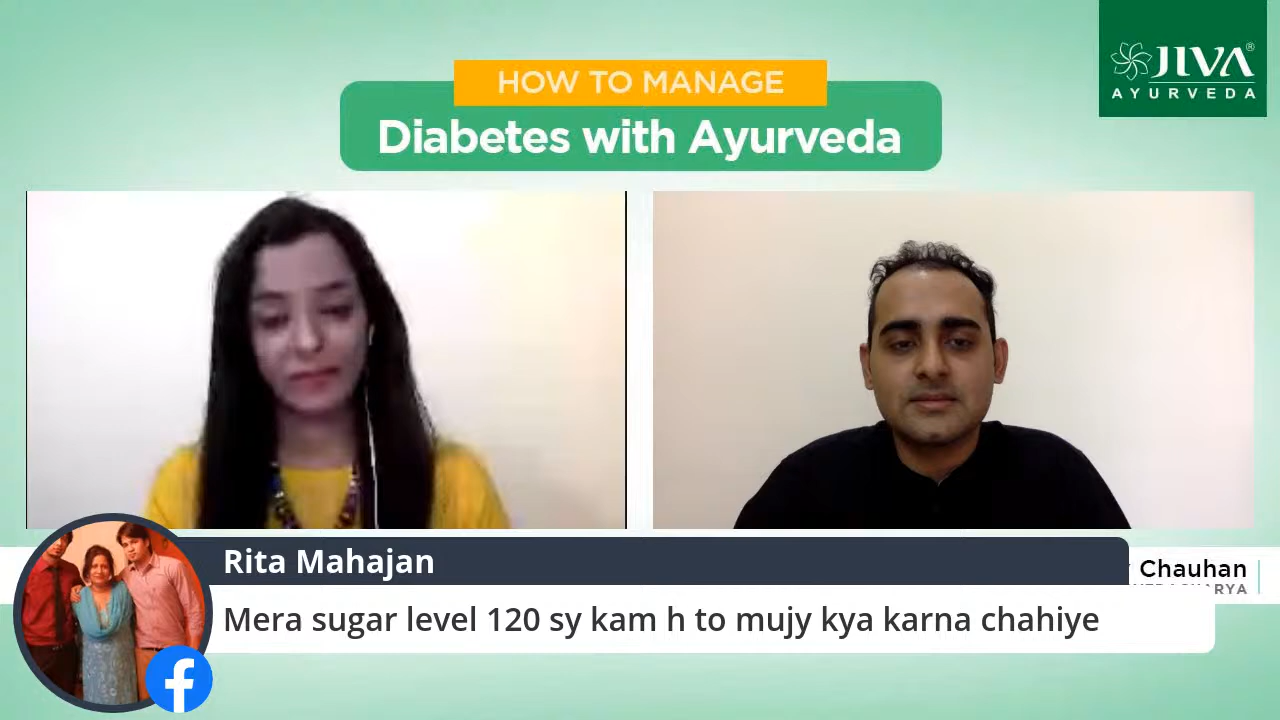 JIVA®
AYURVEDA
HOW TO MANAGE
Diabetes with Ayurveda
Rita Mahajan
Chauhan
Mera sugar level 120 sy kam h to mujy kya karna chahiye